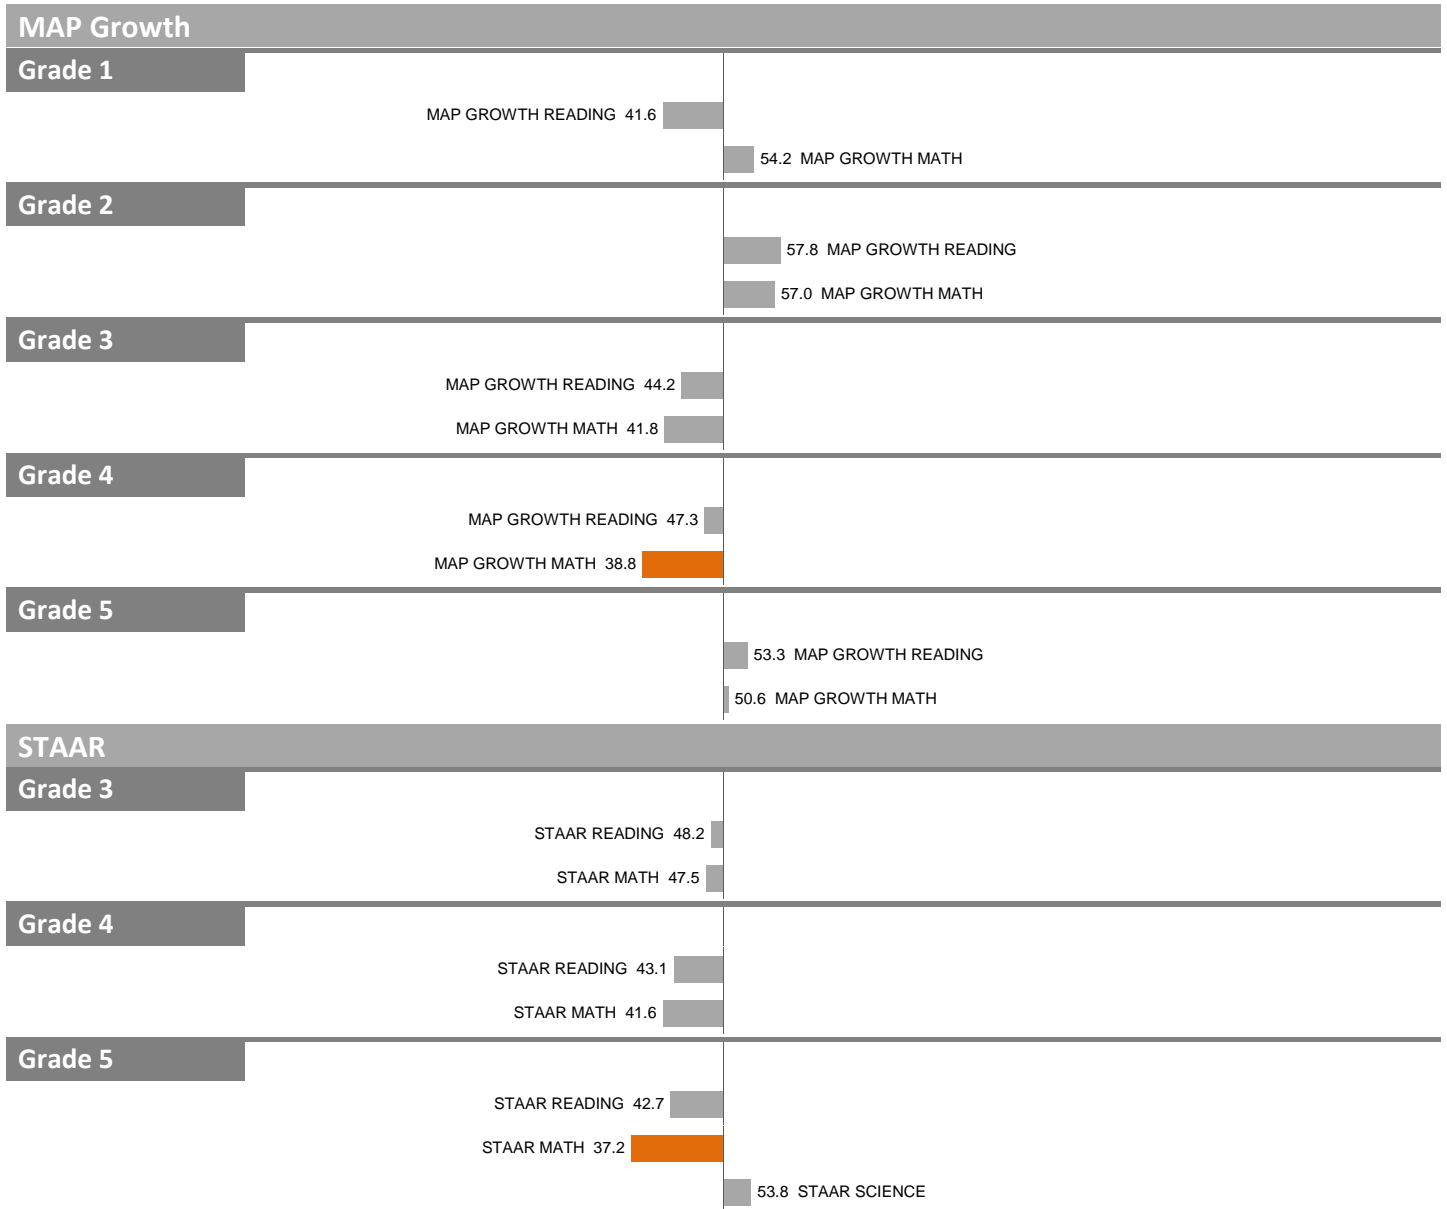 MAP Growth
Grade 1
MAP GROWTH READING 41.6
54.2 MAP GROWTH MATH
Grade 2
57.8 MAP GROWTH READING
57.0 MAP GROWTH MATH
Grade 3
MAP GROWTH READING 44.2
MAP GROWTH MATH 41.8
Grade 4
MAP GROWTH READING 47.3
MAP GROWTH MATH 38.8
Grade 5
53.3 MAP GROWTH READING
50.6 MAP GROWTH MATH
STAAR
Grade 3
STAAR READING 48.2
STAAR MATH 47.5
Grade 4
STAAR READING 43.1
STAAR MATH 41.6
Grade 5
STAAR READING 42.7
STAAR MATH 37.2
53.8 STAAR SCIENCE